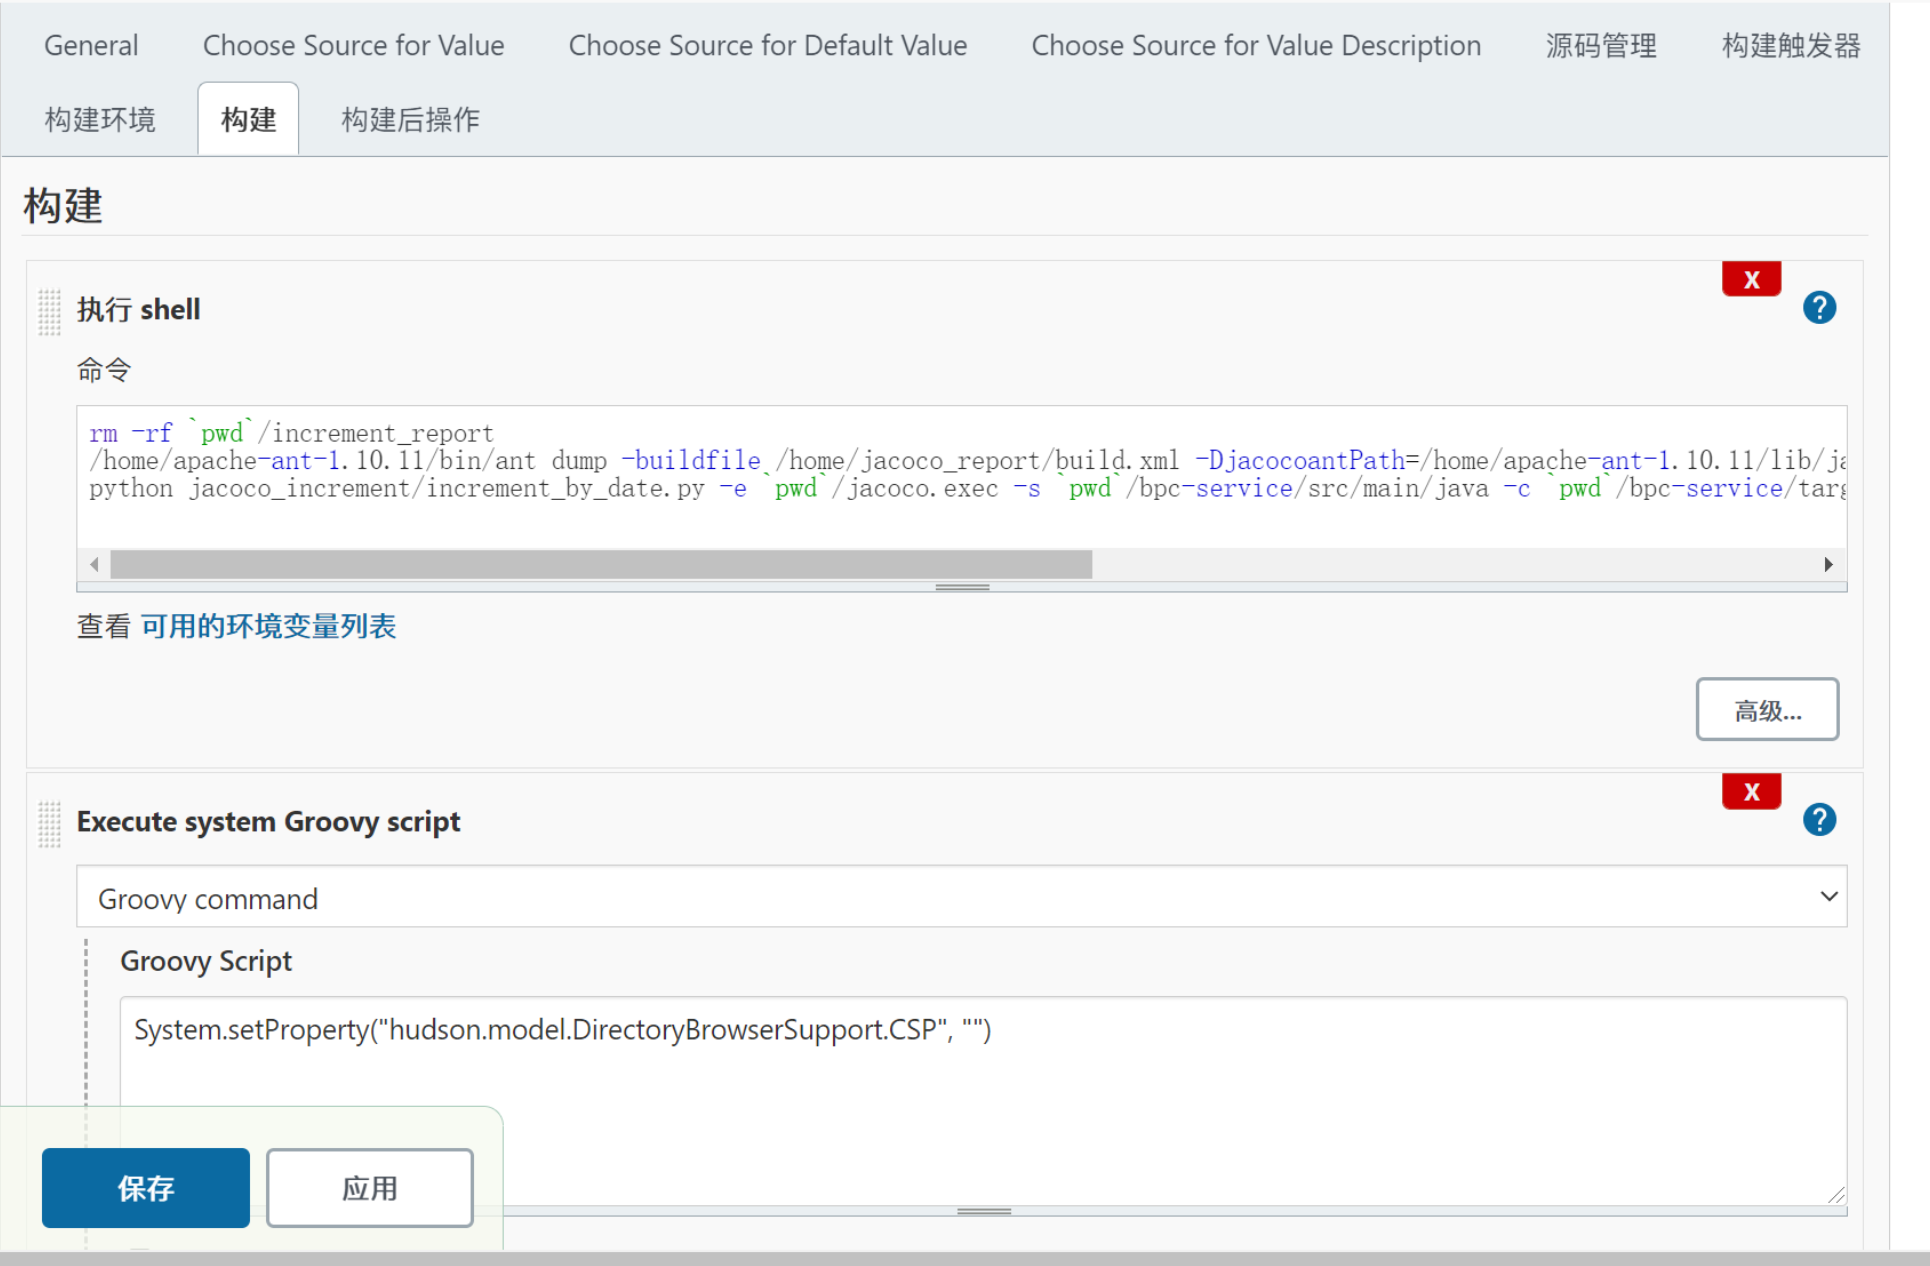 General Choose Source for Value Choose Source for Default Value Choose Source for Value Description 源码管理 构建触发器
构建环境 构建 构建后操作
构建
X
执行 shell
?
命令
rm -rf `pwd`/increment_report
/home/apache-ant-1.10.11/bin/ant dump -buildfile /home/jacoco_report/build.xml -DjacocoantPath=/home/apache-ant-1.10.11/lib/ja
python jacoco_increment/increment_by_date.py -e `pwd`/jacoco.exec -s `pwd`/bpc-service/src/main/java -c `pwd`/bpc-service/targ
查看 可用的环境变量列表
高级...
X
Execute system Groovy script
?
Groovy command
Groovy Script
System.setProperty("hudson.model.DirectoryBrowserSupport.CSP", "")
保存 应用